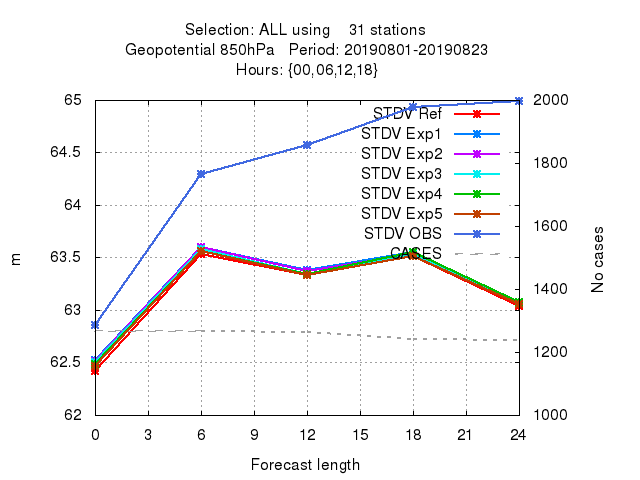 Selection: ALL using    31 stations
Geopotential 850hPa   Period: 20190801-20190823
Hours: {00,06,12,18}
65
64.5
64
63.5
63
62.5
62
m
2000
1800
1600
1400
1200
1000
No cases
STDV Ref
STDV Exp1
STDV Exp2
STDV Exp3
STDV Exp4
STDV Exp5
STDV OBS
CASES
0 3 6 9 12 15 18 21 24
Forecast length